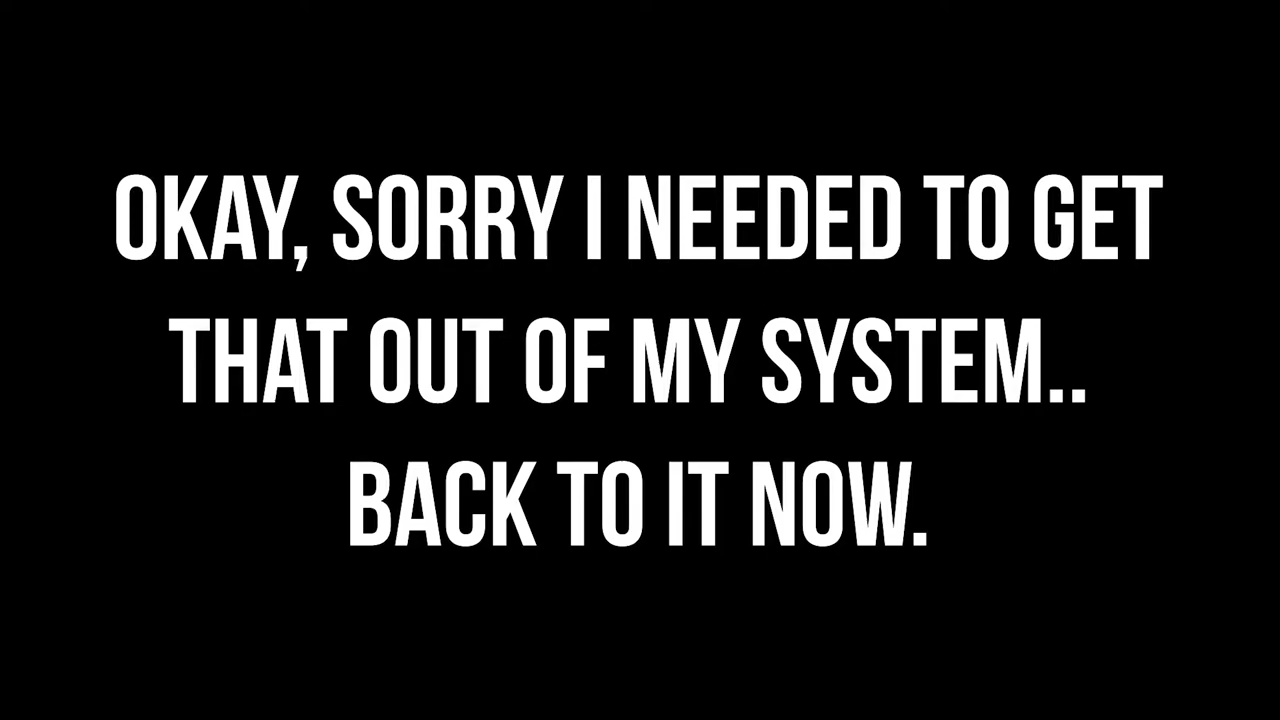 OKAY, SORRY I NEEDED TO GET
THAT OUT OF MY SYSTEM..
BACK TO IT NOW.